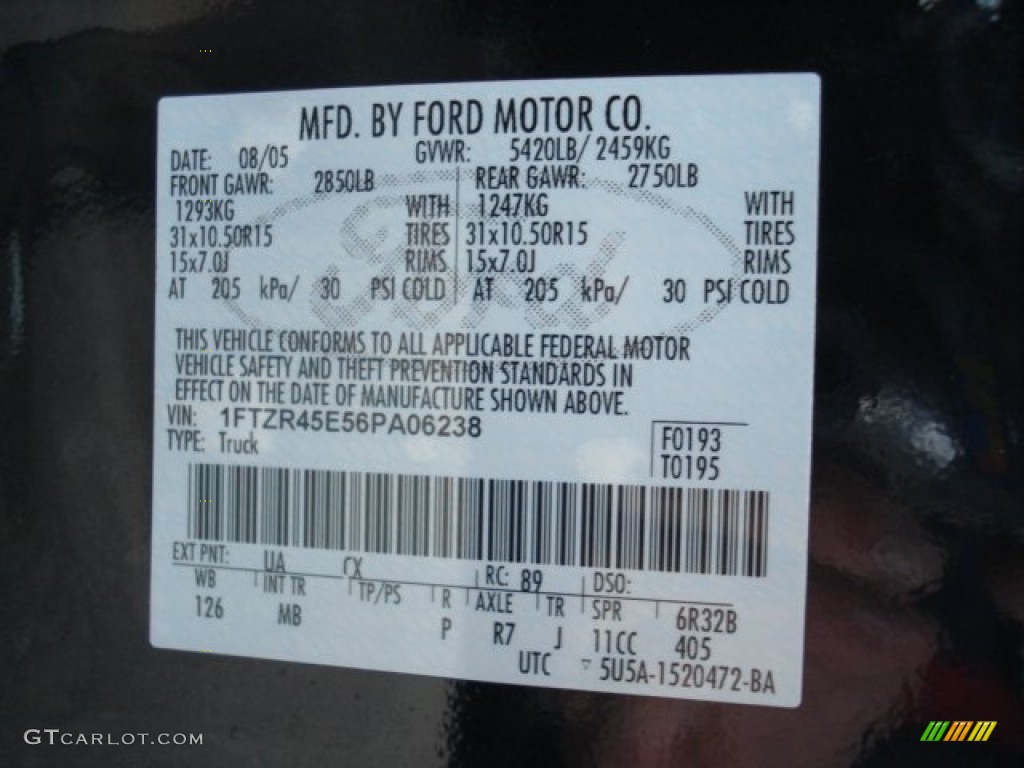 MFD. BY FORD MOTOR CO.
DATE: 08/05 GVWR: 5420LB/ 2459KG
FRONT GAWR: 2850LB REAR GAWR: 2750LB
1293KG WITH 1247KG WITH
31x10.50R15 TIRES 31x10.50R15 TIRES
15x7.0J RIMS 15x7.0J RIMS
AT 205 kPa/ 30 PSI COLD AT 205 kPa/ 30 PSI COLD
Ford
THIS VEHICLE CONFORMS TO ALL APPLICABLE FEDERAL MOTOR
VEHICLE SAFETY AND THEFT PREVENTION STANDARDS IN
EFFECT ON THE DATE OF MANUFACTURE SHOWN ABOVE.
VIN: 1FTZR45E56PA06238
TYPE: Truck
F0193
T0195
EXT PNT: UA CX RC: 89 DSO:
WB INT TR TP/PS R AXLE TR SPR 6R32B
126 MB P R7 J 11CC 405
UTC ▽ 5U5A-1520472-BA
GTCARLOT.COM